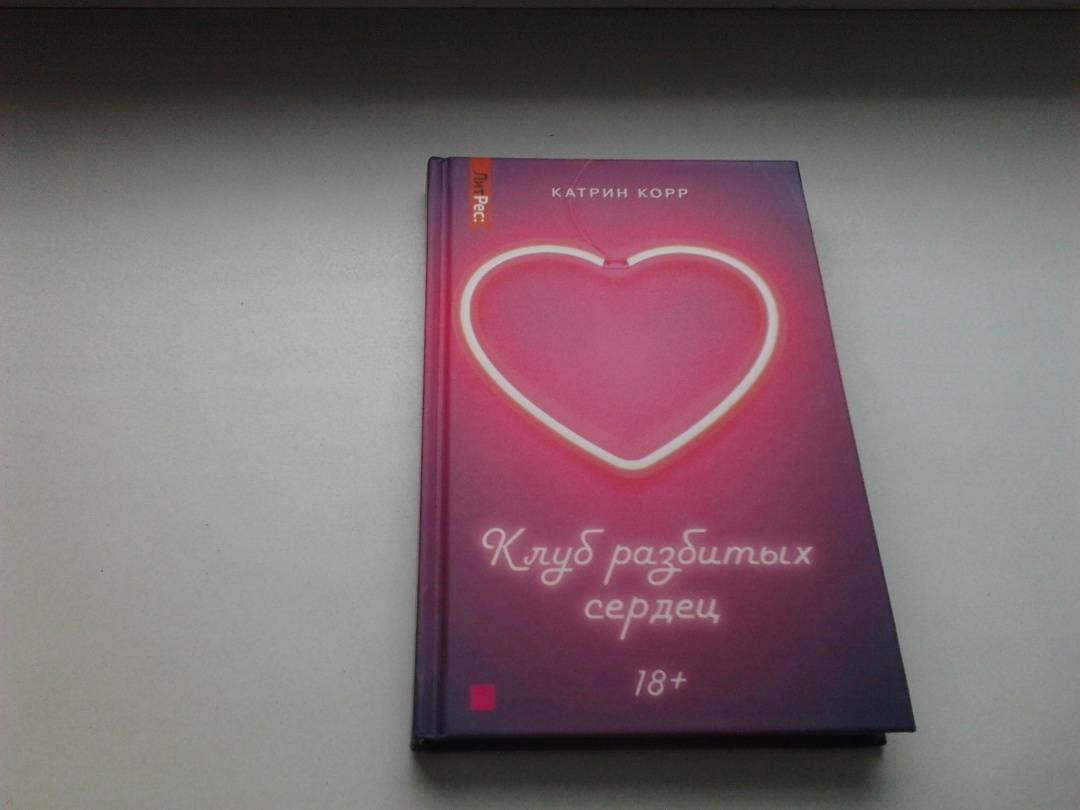 ЛитРес:
КАТРИН КОРР
Клуб разбитых
сердец
18+